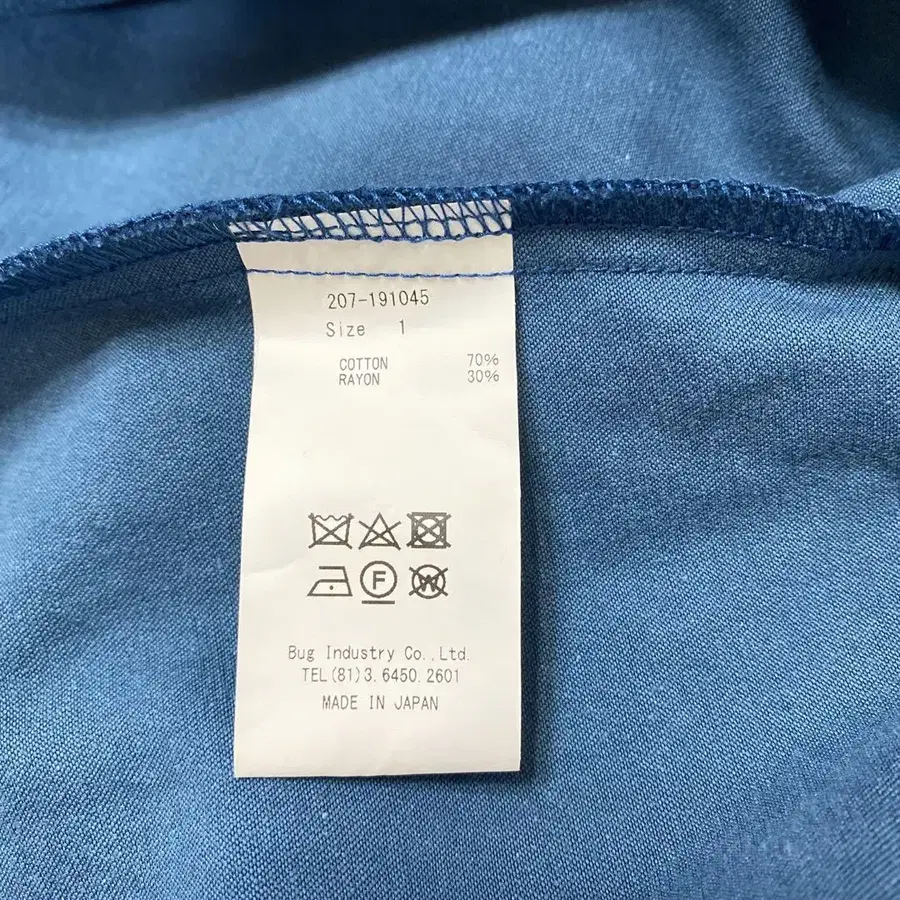 207-191045
Size 1
COTTON 70%
RAYON 30%
F W
Bug Industry Co.,Ltd.
TEL(81)3.6450.2601
MADE IN JAPAN